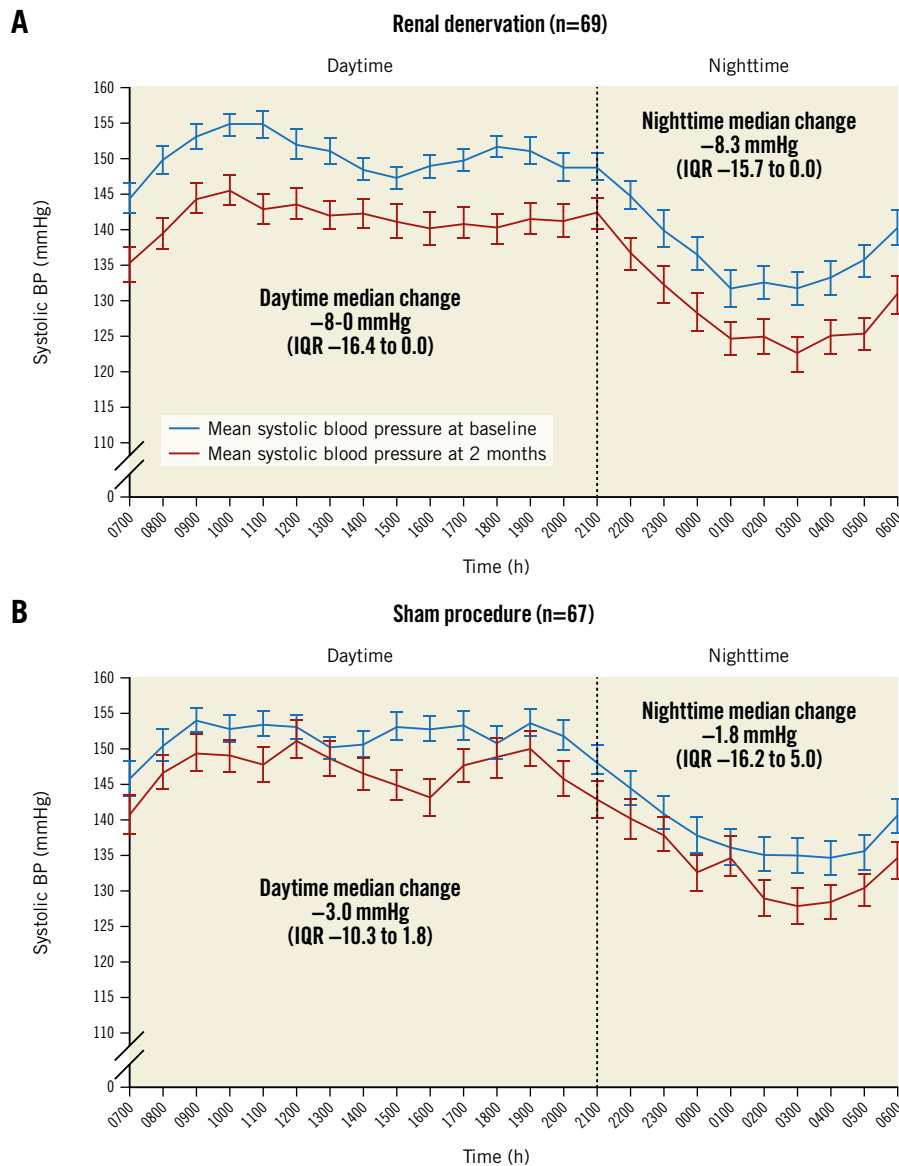 A
Renal denervation (n=69)
Daytime
Nighttime
160
155
150
145
140
135
130
125
120
115
110
0
Systolic BP (mmHg)
Nighttime median change
–8.3 mmHg
(IQR –15.7 to 0.0)
Daytime median change
–8-0 mmHg
(IQR –16.4 to 0.0)
Mean systolic blood pressure at baseline
Mean systolic blood pressure at 2 months
0700
0800
0900
1000
1100
1200
1300
1400
1500
1600
1700
1800
1900
2000
2100
2200
2300
0000
0100
0200
0300
0400
0500
0600
Time (h)
B
Sham procedure (n=67)
Daytime
Nighttime
160
155
150
145
140
135
130
125
120
115
110
0
Systolic BP (mmHg)
Nighttime median change
–1.8 mmHg
(IQR –16.2 to 5.0)
Daytime median change
–3.0 mmHg
(IQR –10.3 to 1.8)
0700
0800
0900
1000
1100
1200
1300
1400
1500
1600
1700
1800
1900
2000
2100
2200
2300
0000
0100
0200
0300
0400
0500
0600
Time (h)